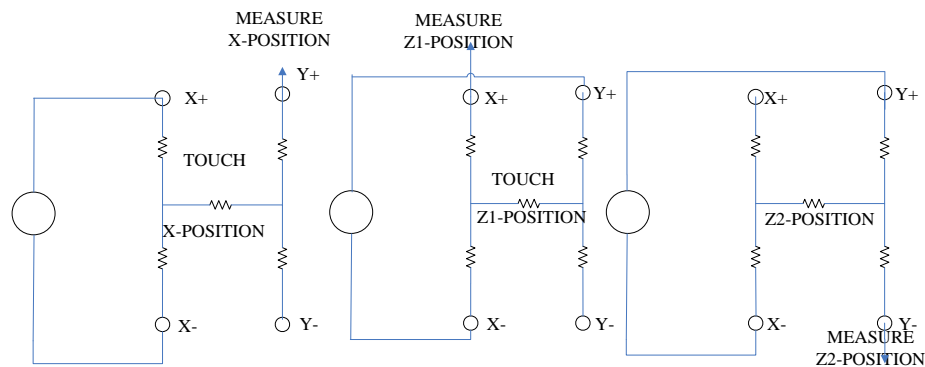 MEASURE
X-POSITION
Y+
X+
TOUCH
X-POSITION
X-
Y-
MEASURE
Z1-POSITION
X+
Y+
TOUCH
Z1-POSITION
X-
Y-
X+
Y+
Z2-POSITION
X-
Y-
MEASURE
Z2-POSITION